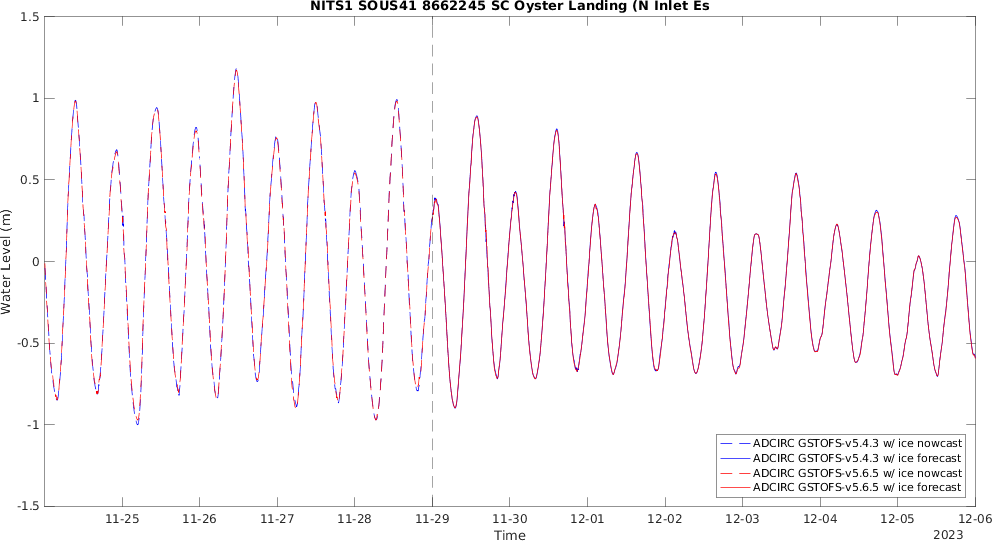 NITS1 SOUS41 8662245 SC Oyster Landing (N Inlet Es
1.5
1
0.5
0
-0.5
-1
-1.5
Water Level (m)
ADCIRC GSTOFS-v5.4.3 w/ ice nowcast
ADCIRC GSTOFS-v5.4.3 w/ ice forecast
ADCIRC GSTOFS-v5.6.5 w/ ice nowcast
ADCIRC GSTOFS-v5.6.5 w/ ice forecast
11-25 11-26 11-27 11-28 11-29 11-30 12-01 12-02 12-03 12-04 12-05 12-06
Time
2023